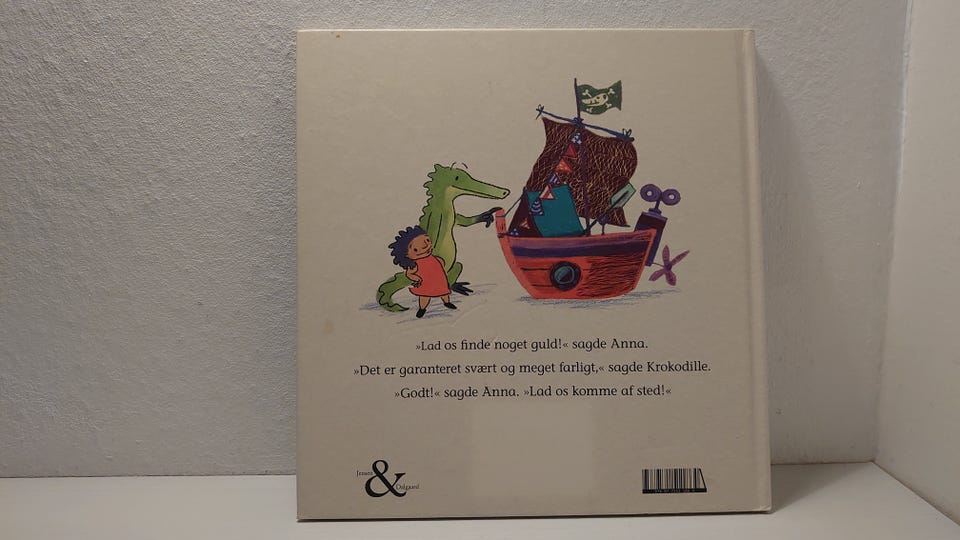 »Lad os finde noget guld!« sagde Anna.
»Det er garanteret svært og meget farligt,« sagde Krokodille.
»Godt!« sagde Anna. »Lad os komme af sted!«
Jensen
&
Dalgaard